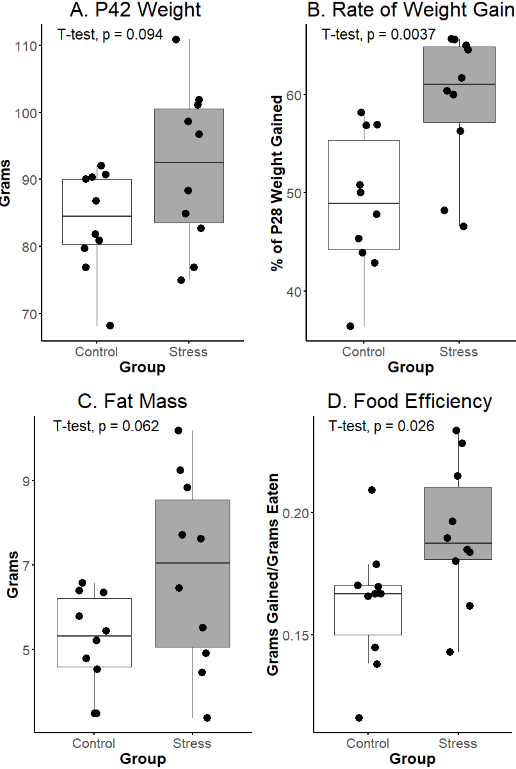 A. P42 Weight
T-test, p = 0.094
110
100
90
80
70
Grams
Control
Stress
Group
B. Rate of Weight Gain
T-test, p = 0.0037
60
50
40
% of P28 Weight Gained
Control
Stress
Group
C. Fat Mass
T-test, p = 0.062
9
7
5
Grams
Control
Stress
Group
D. Food Efficiency
T-test, p = 0.026
0.20
0.15
Grams Gained/Grams Eaten
Control
Stress
Group